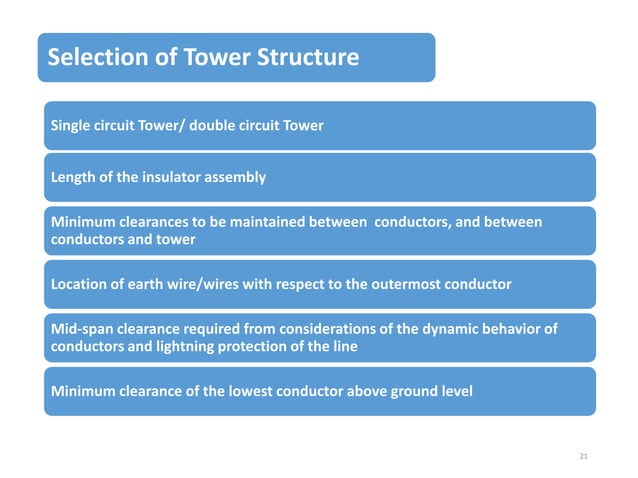 Selection of Tower Structure
Single circuit Tower/ double circuit Tower
Length of the insulator assembly
Minimum clearances to be maintained between  conductors, and between
conductors and tower
Location of earth wire/wires with respect to the outermost conductor
Mid-span clearance required from considerations of the dynamic behavior of
conductors and lightning protection of the line
Minimum clearance of the lowest conductor above ground level
21